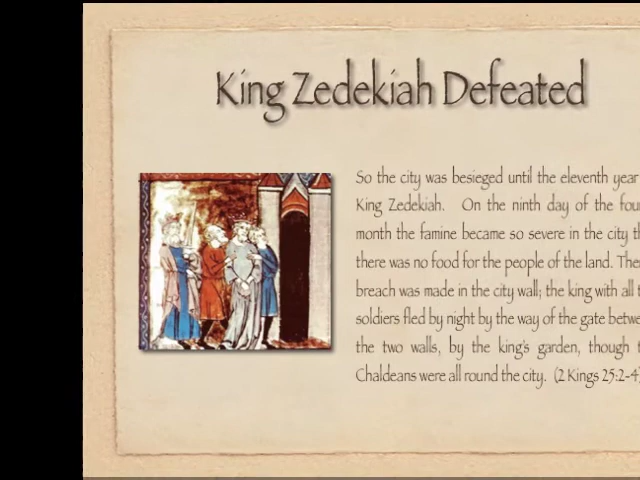 King Zedekiah Defeated
So the city was besieged until the eleventh year
King Zedekiah. On the ninth day of the
month the famine became so severe in the city
there was no food for the people of the land.
breach was made in the city wall; the king with all
soldiers fled by night by the way of the gate
the two walls, by the king's garden, though
Chaldeans were all round the city. (2 Kings 25:2-4)